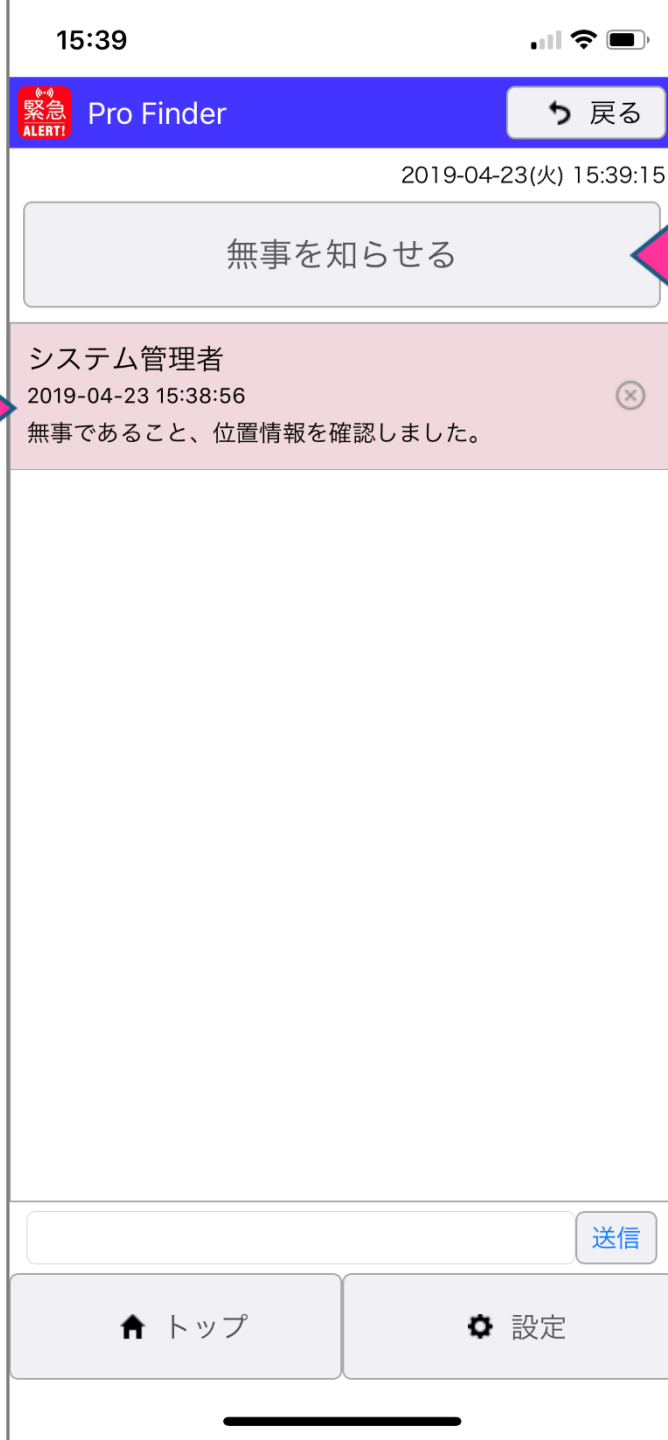 15:39
緊急
ALERT!
Pro Finder
戻る
2019-04-23(火) 15:39:15
無事を知らせる
システム管理者
2019-04-23 15:38:56
無事であること、位置情報を確認しました。
送信
トップ
設定